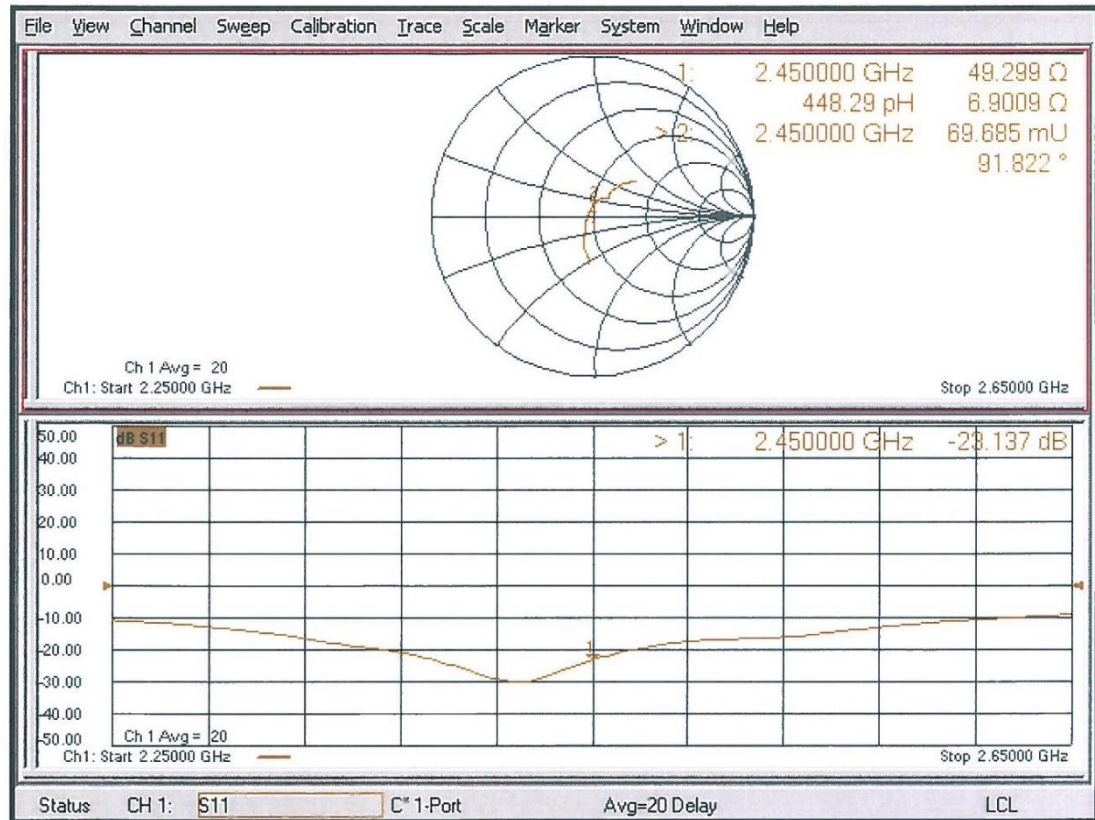 File View Channel Sweep Calibration Trace Scale Marker System Window Help
1: 2.450000 GHz 49.299 Ω
448.29 pH 6.9009 Ω
> 2: 2.450000 GHz 69.685 mU
91.822 °
Ch 1 Avg = 20
Ch1: Start 2.25000 GHz Stop 2.65000 GHz
50.00 dB S11 > 1: 2.450000 GHz -23.137 dB
40.00
30.00
20.00
10.00
0.00
-10.00
-20.00 1
-30.00
-40.00
-50.00 Ch 1 Avg = 20
Ch1: Start 2.25000 GHz Stop 2.65000 GHz
Status CH 1: S11 C* 1-Port Avg=20 Delay LCL